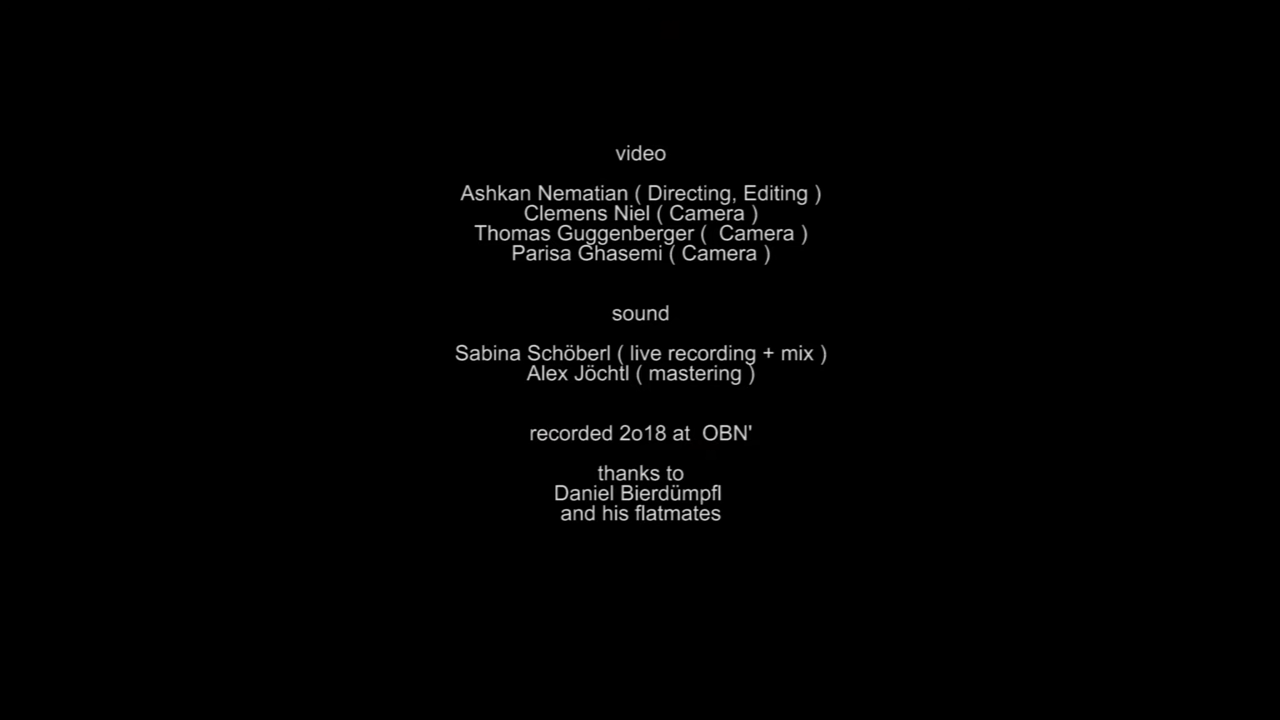 video
Ashkan Nematian ( Directing, Editing )
Clemens Niel ( Camera )
Thomas Guggenberger (  Camera )
Parisa Ghasemi ( Camera )
sound
Sabina Schöberl ( live recording + mix )
Alex Jöchtl ( mastering )
recorded 2o18 at  OBN'
thanks to
Daniel Bierdümpfl
and his flatmates